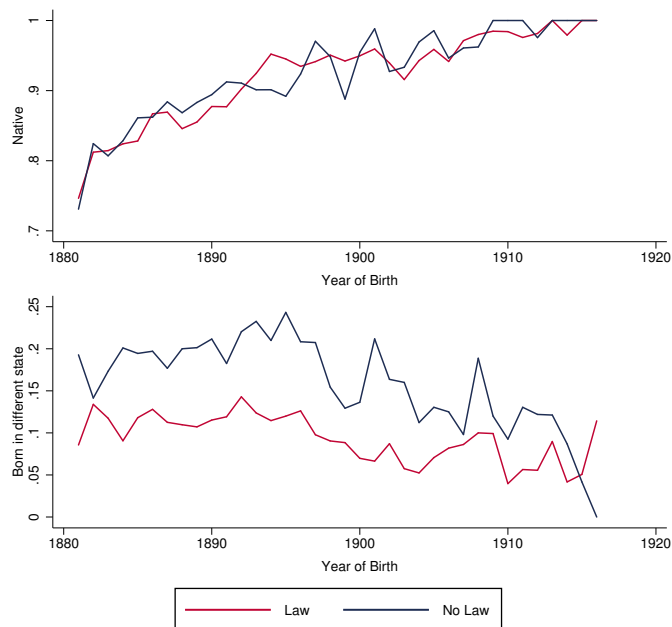 Native
1
.9
.8
.7
1880 1890 1900 1910 1920
Year of Birth
Born in different state
.25
.2
.15
.1
.05
0
1880 1890 1900 1910 1920
Year of Birth
Law No Law